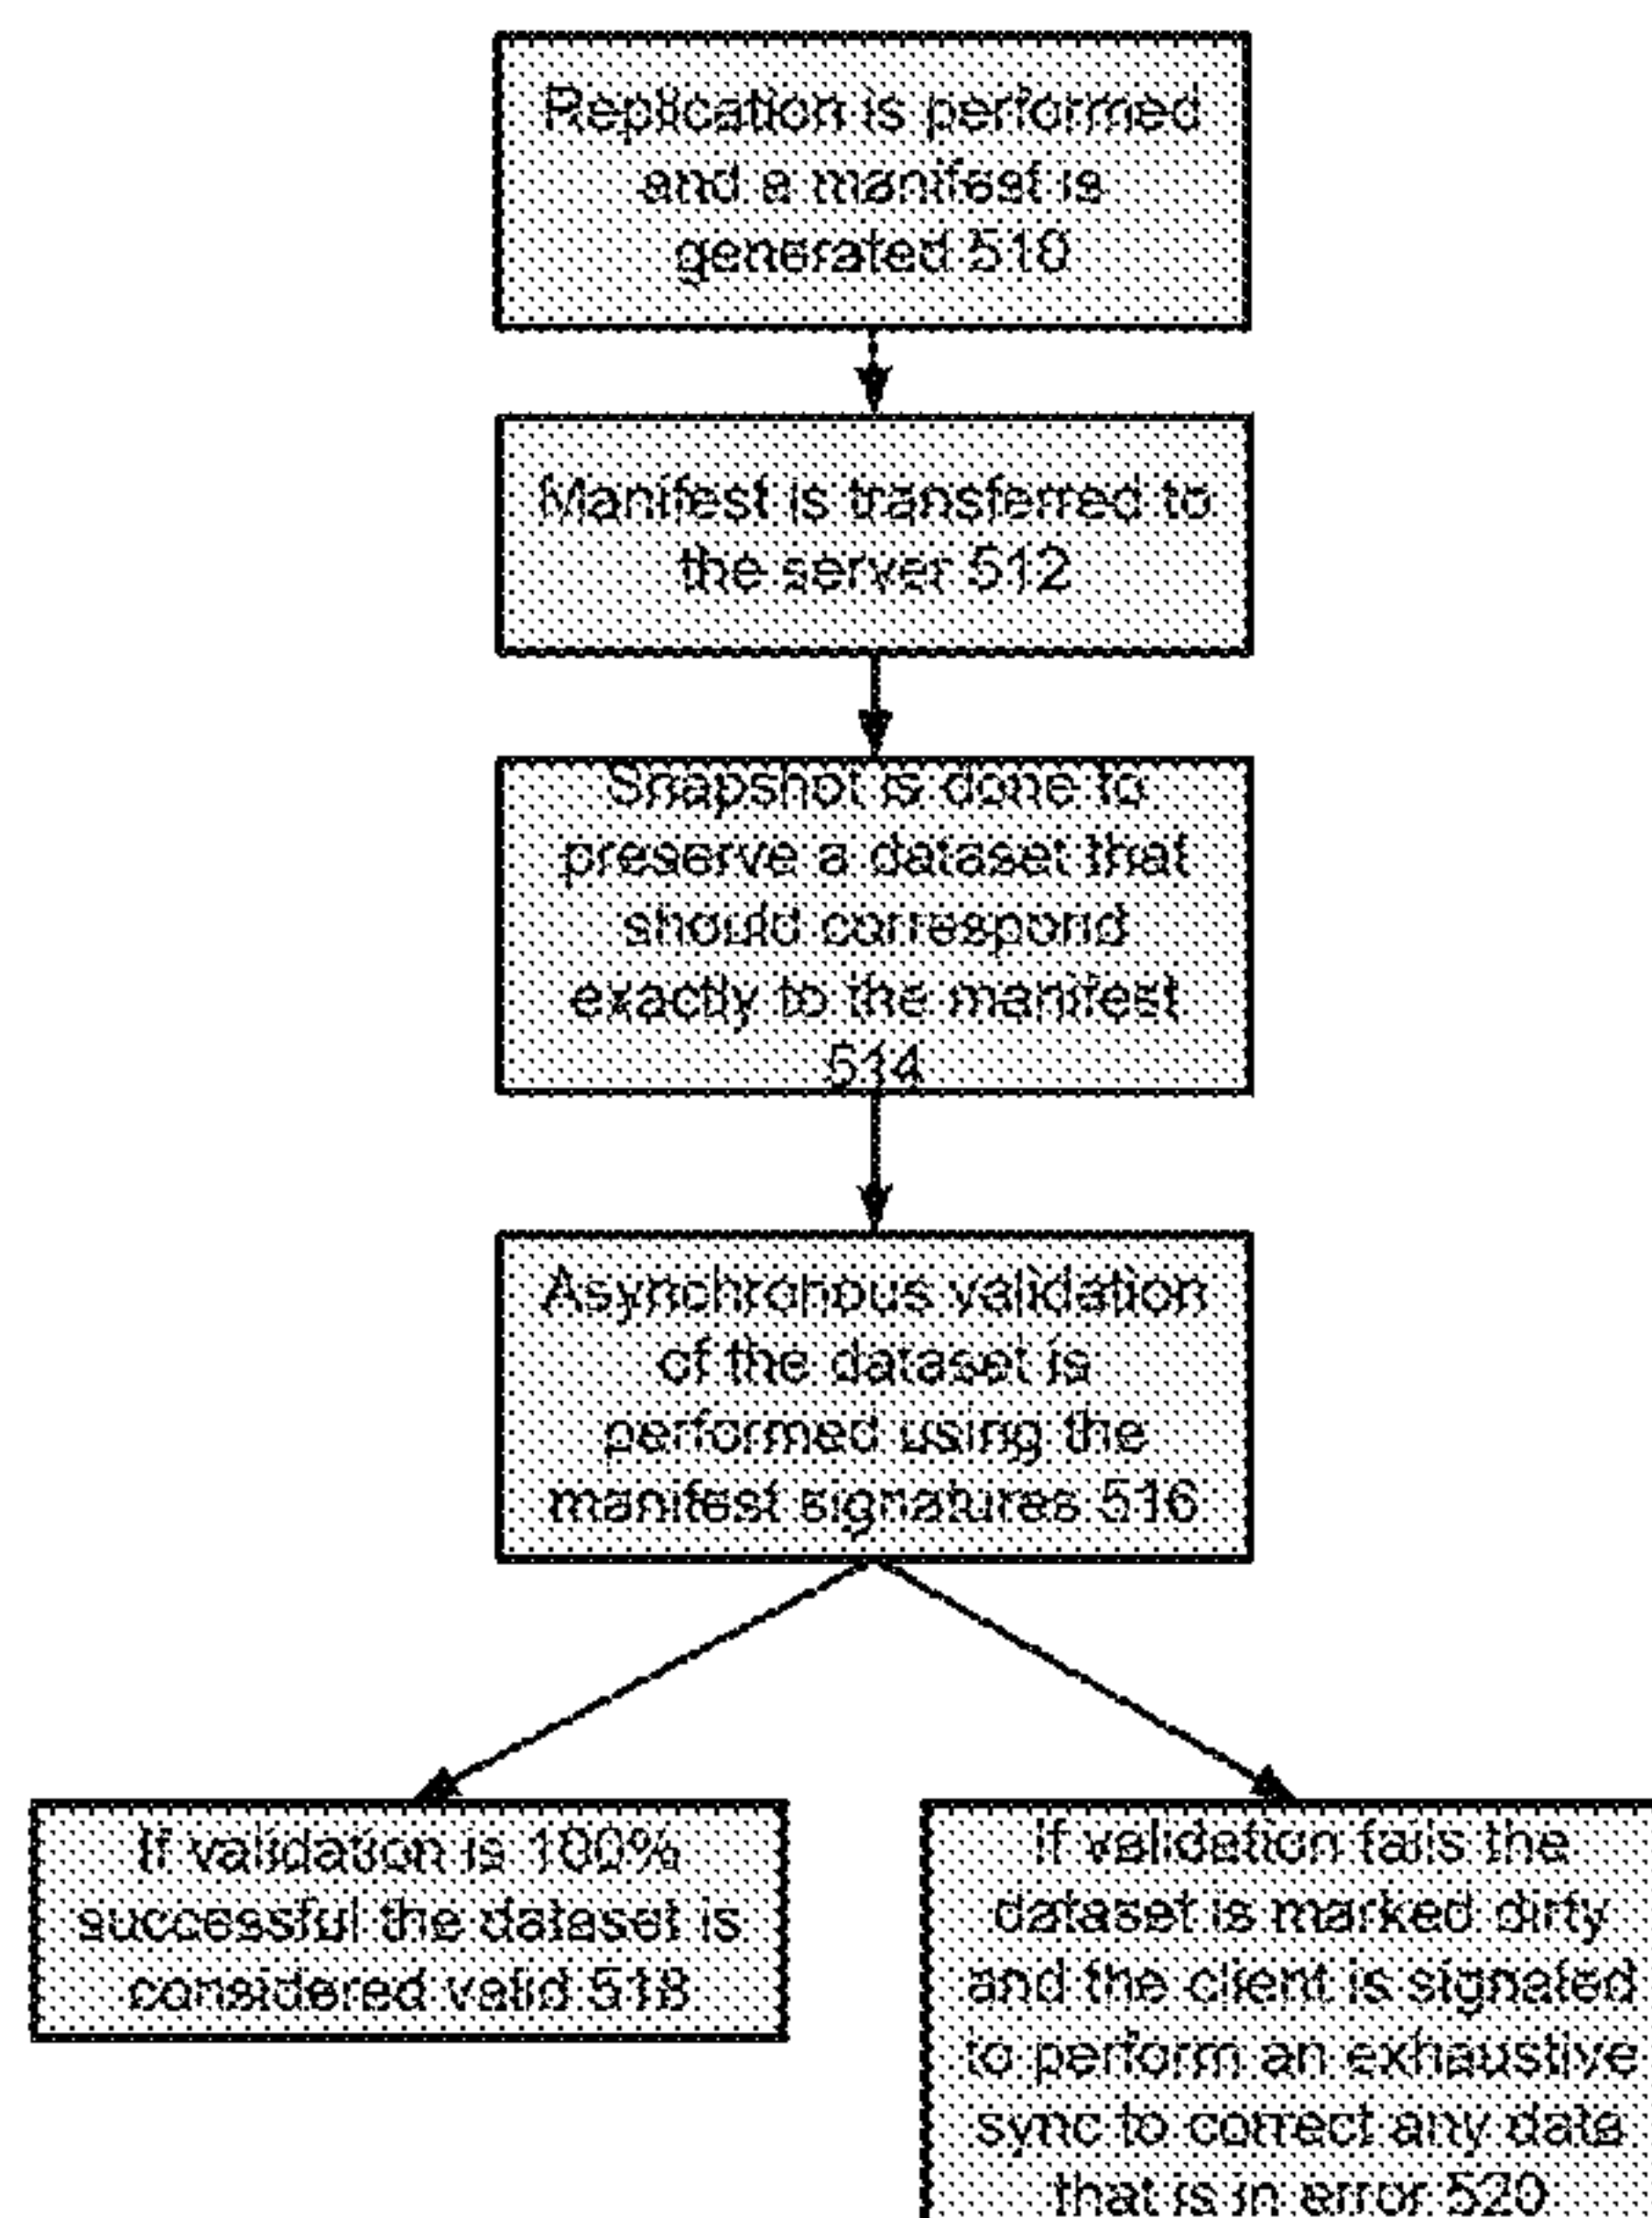 Replication is performed
and a manifest is
generated 510
Manifest is transferred to
the server 512
Snapshot is done to
preserve a dataset that
should correspond
exactly to the manifest
514
Asynchronous validation
of the dataset is
performed using the
manifest signatures 516
If validation is 100%
successful the dataset is
considered valid 518
If validation fails the
dataset is marked dirty
and the client is signaled
to perform an exhaustive
sync to correct any data
that is in error 520